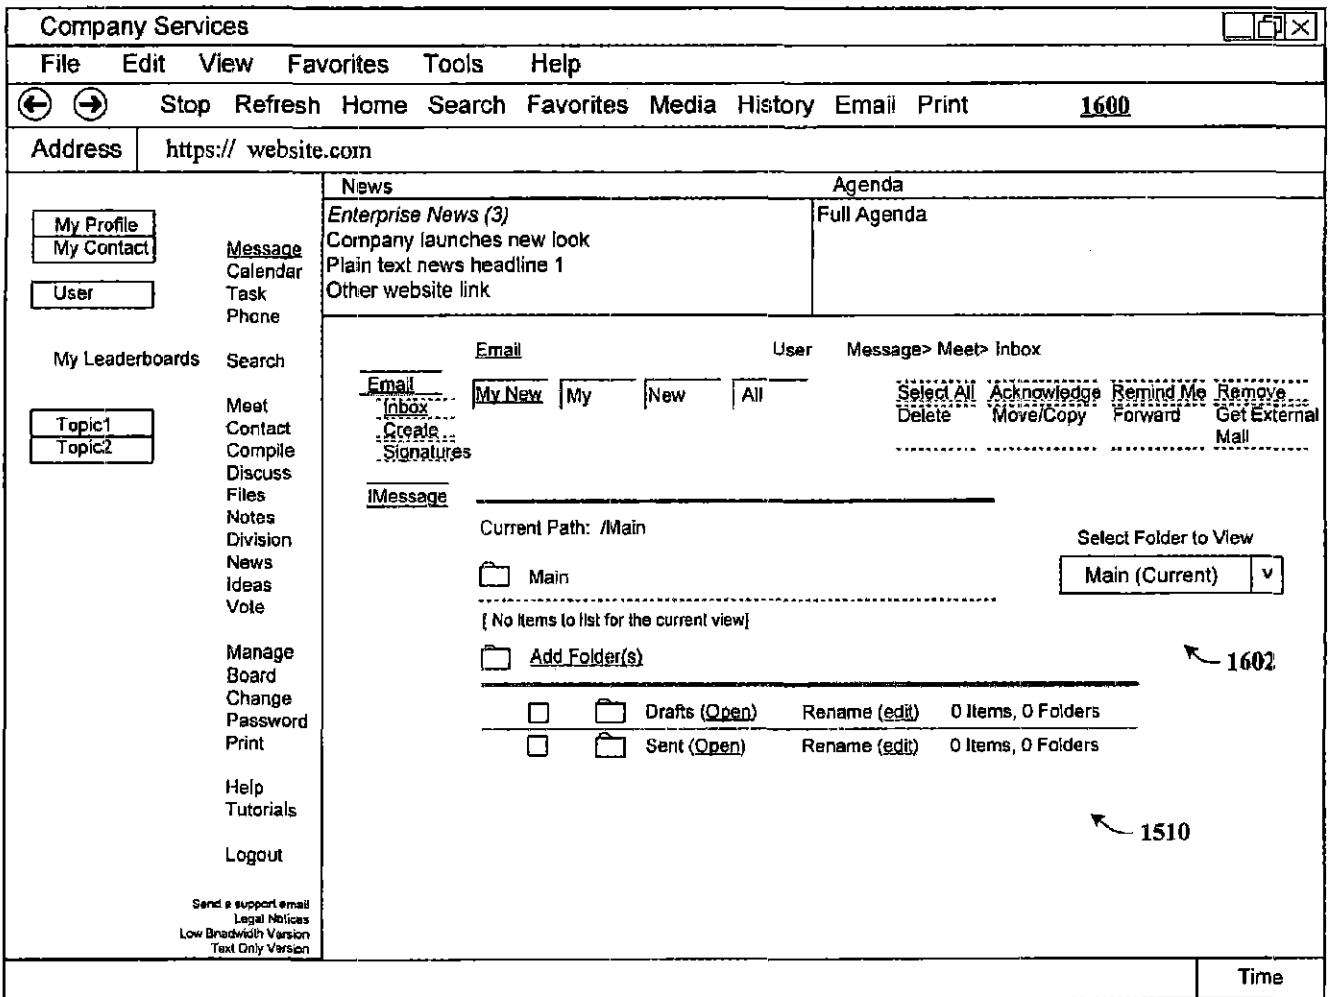 Company Services
File Edit View Favorites Tools Help
Stop Refresh Home Search Favorites Media History Email Print 1600
Address https:// website.com
My Profile
My Contact
User
My Leaderboards
Topic1
Topic2
Message
Calendar
Task
Phone
Search
Meet
Contact
Compile
Discuss
Files
Notes
Division
News
Ideas
Vote
Manage
Board
Change
Password
Print
Help
Tutorials
Logout
Send a support email
Legal Notices
Low Bnadwidth Version
Text Only Version
News Agenda
Enterprise News (3)
Company launches new look
Plain text news headline 1
Other website link
Full Agenda
Email User Message> Meet> Inbox
Email
Inbox
Create
Signatures
IMessage
My New My New All
Select All Acknowledge Remind Me Remove
Delete Move/Copy Forward Get External
Mail
Current Path: /Main
Select Folder to View
Main
Main (Current) v
[ No items to list for the current view]
Add Folder(s)
1602
Drafts (Open) Rename (edit) 0 Items, 0 Folders
Sent (Open) Rename (edit) 0 Items, 0 Folders
1510
Time